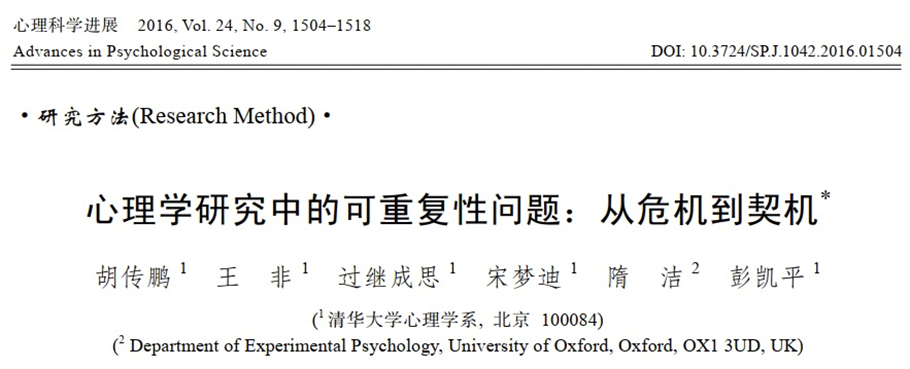 心理科学进展 2016, Vol. 24, No. 9, 1504–1518
Advances in Psychological Science DOI: 10.3724/SP.J.1042.2016.01504
·研究方法(Research Method)·
心理学研究中的可重复性问题：从危机到契机*
胡传鹏¹ 王 非¹ 过继成思¹ 宋梦迪¹ 隋 洁² 彭凯平¹
(¹清华大学心理学系, 北京 100084)
(² Department of Experimental Psychology, University of Oxford, Oxford, OX1 3UD, UK)